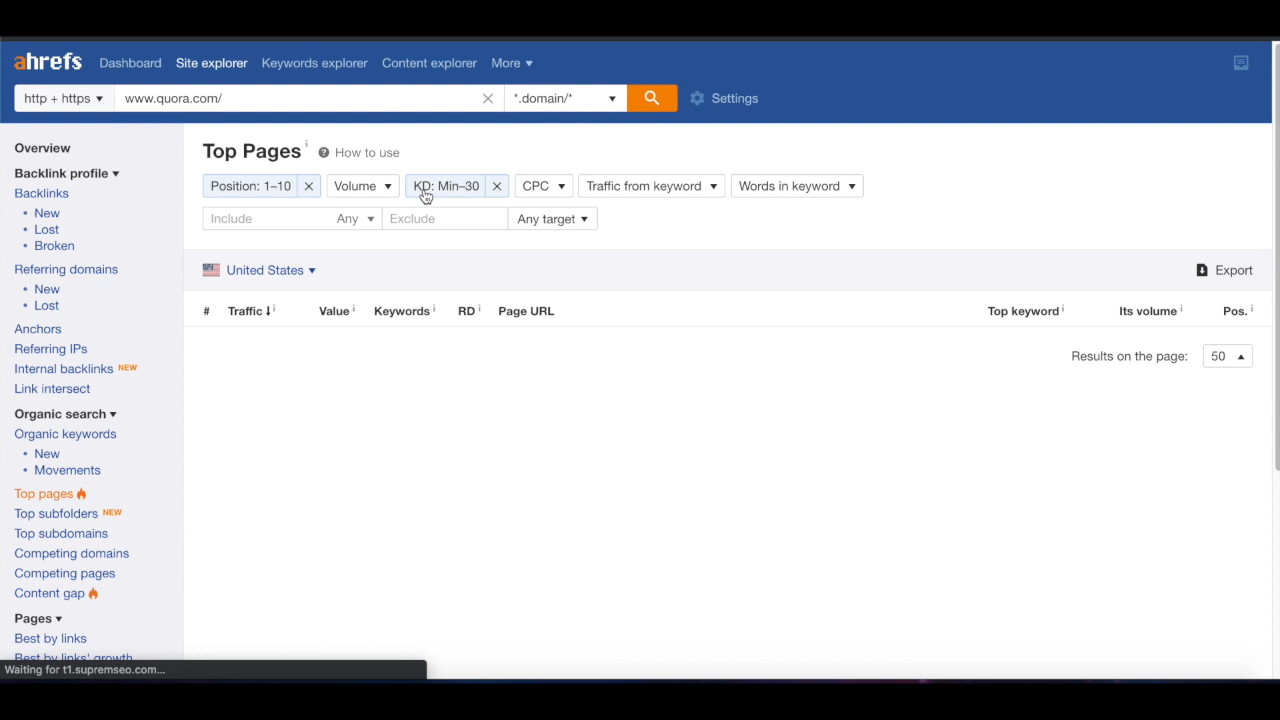 ahrefs Dashboard Site explorer Keywords explorer Content explorer More
http + https www.quora.com/ *.domain/* Settings
Overview
Backlink profile
Backlinks
• New
• Lost
• Broken
Referring domains
• New
• Lost
Anchors
Referring IPs
Internal backlinks NEW
Link intersect
Organic search
Organic keywords
• New
• Movements
Top pages
Top subfolders NEW
Top subdomains
Competing domains
Competing pages
Content gap
Pages
Best by links
Best by links' growth
Waiting for t1.supremseo.com...
Top Pages i ? How to use
Position: 1–10 Volume KD: Min–30 CPC Traffic from keyword Words in keyword
Include Any Exclude Any target
United States Export
# Traffic i Value i Keywords i RD i Page URL Top keyword i Its volume i Pos. i
Results on the page: 50